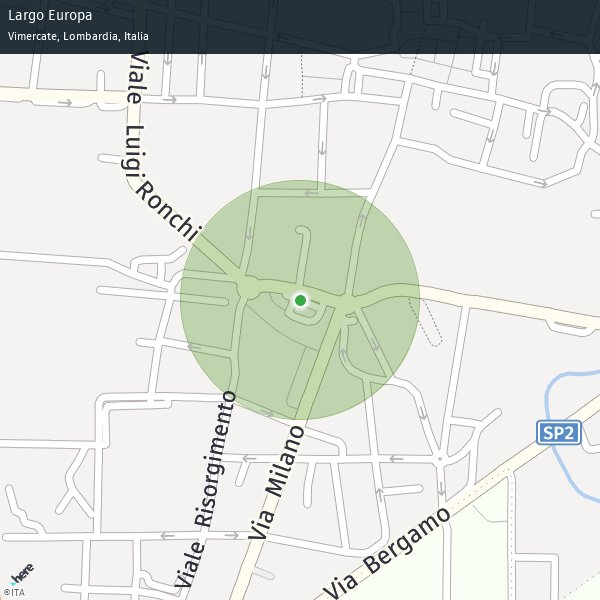 Largo Europa
Vimercate, Lombardia, Italia
Viale Luigi Ronchi
SP2
Viale Risorgimento
Via Milano
Via Bergamo
here
©ITA